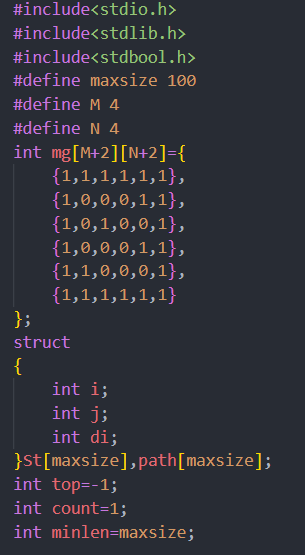 #include<stdio.h>
#include<stdlib.h>
#include<stdbool.h>
#define maxsize 100
#define M 4
#define N 4
int mg[M+2][N+2]={
    {1,1,1,1,1,1},
    {1,0,0,0,1,1},
    {1,0,1,0,0,1},
    {1,0,0,0,1,1},
    {1,1,0,0,0,1},
    {1,1,1,1,1,1}
};
struct
{
    int i;
    int j;
    int di;
}St[maxsize],path[maxsize];
int top=-1;
int count=1;
int minlen=maxsize;